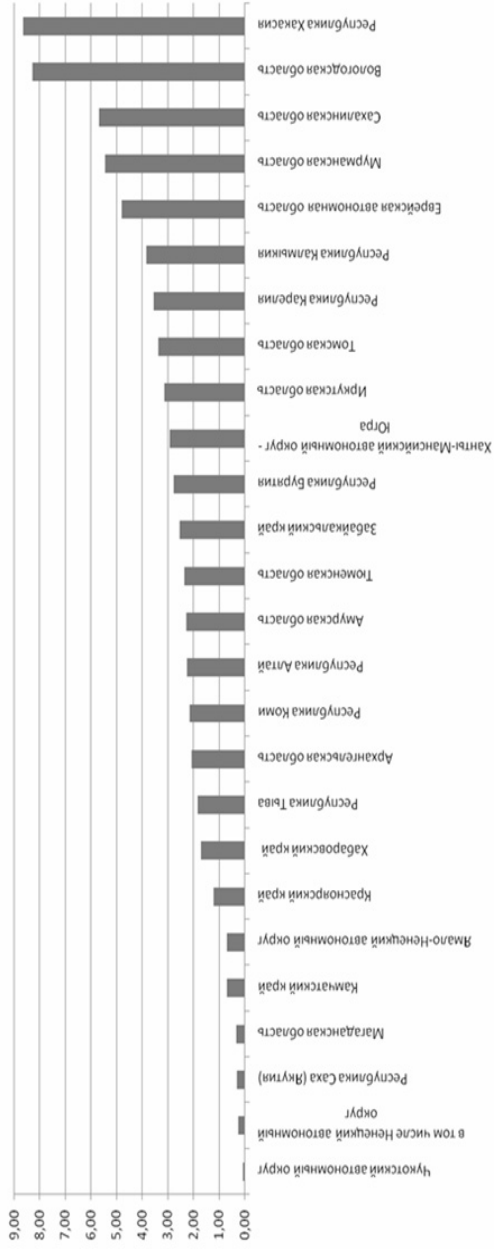 9,00
8,00
7,00
6,00
5,00
4,00
3,00
2,00
1,00
0,00
Чукотский автономный округ
в том числе Ненецкий автономный
округ
Республика Саха (Якутия)
Магаданская область
Камчатский край
Ямало-Ненецкий автономный округ
Красноярский край
Хабаровский край
Республика Тыва
Архангельская область
Республика Коми
Республика Алтай
Амурская область
Тюменская область
Забайкальский край
Республика Бурятия
Ханты-Мансийский автономный округ -
Югра
Иркутская область
Томская область
Республика Карелия
Республика Калмыкия
Еврейская автономная область
Мурманская область
Сахалинская область
Вологодская область
Республика Хакасия